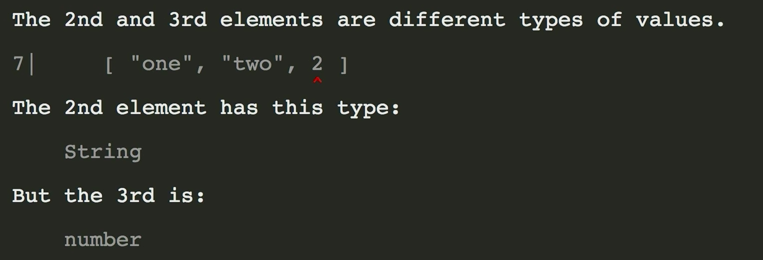 The 2nd and 3rd elements are different types of values.
7|     [ "one", "two", 2 ]
^
The 2nd element has this type:
String
But the 3rd is:
number